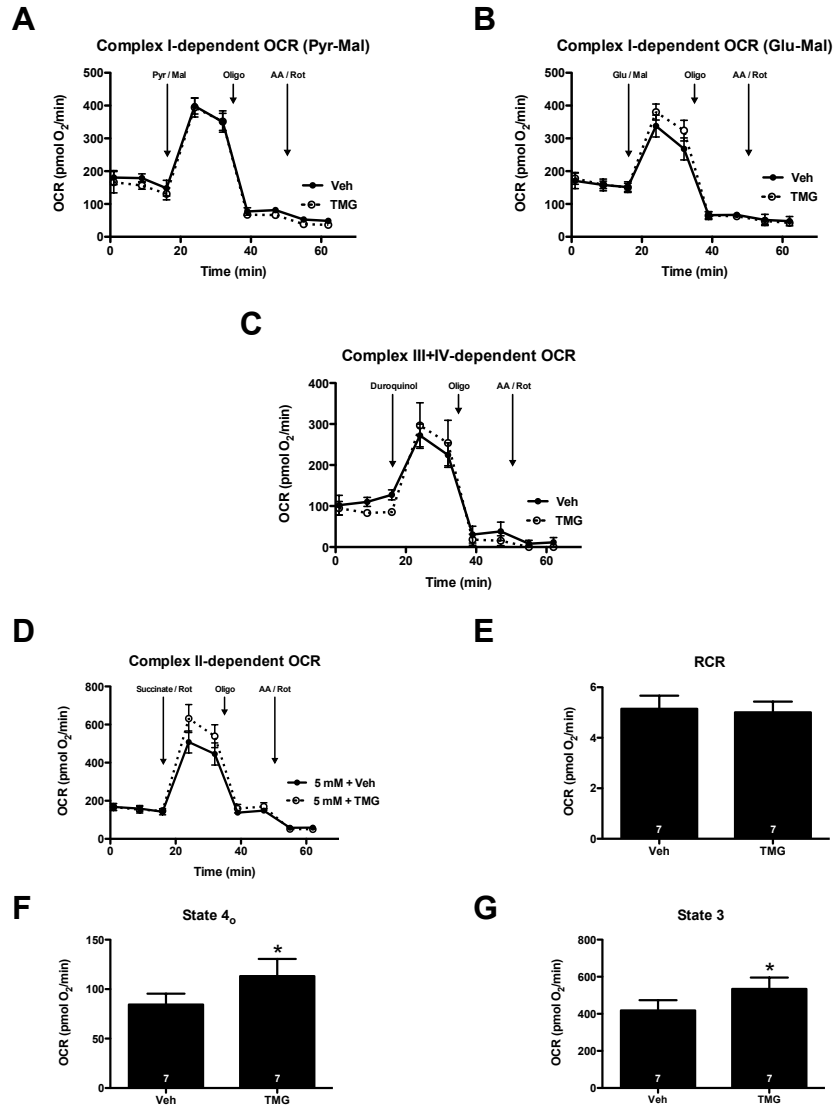 A
Complex I-dependent OCR (Pyr-Mal)
Pyr / Mal Oligo AA / Rot
500
400
300
200
100
0
OCR (pmol O₂/min)
Veh
TMG
0 20 40 60
Time (min)
B
Complex I-dependent OCR (Glu-Mal)
Glu / Mal Oligo AA / Rot
500
400
300
200
100
0
OCR (pmol O₂/min)
Veh
TMG
0 20 40 60
Time (min)
C
Complex III+IV-dependent OCR
Duroquinol Oligo AA / Rot
400
300
200
100
0
OCR (pmol O₂/min)
Veh
TMG
0 20 40 60
Time (min)
D
Complex II-dependent OCR
Succinate / Rot Oligo AA / Rot
800
600
400
200
0
OCR (pmol O₂/min)
5 mM + Veh
5 mM + TMG
0 20 40 60
Time (min)
E
RCR
6
4
2
0
OCR (pmol O₂/min)
7 7
Veh TMG
F
State 4ₒ
150
100
50
0
OCR (pmol O₂/min)
*
7 7
Veh TMG
G
State 3
800
600
400
200
0
OCR (pmol O₂/min)
*
7 7
Veh TMG